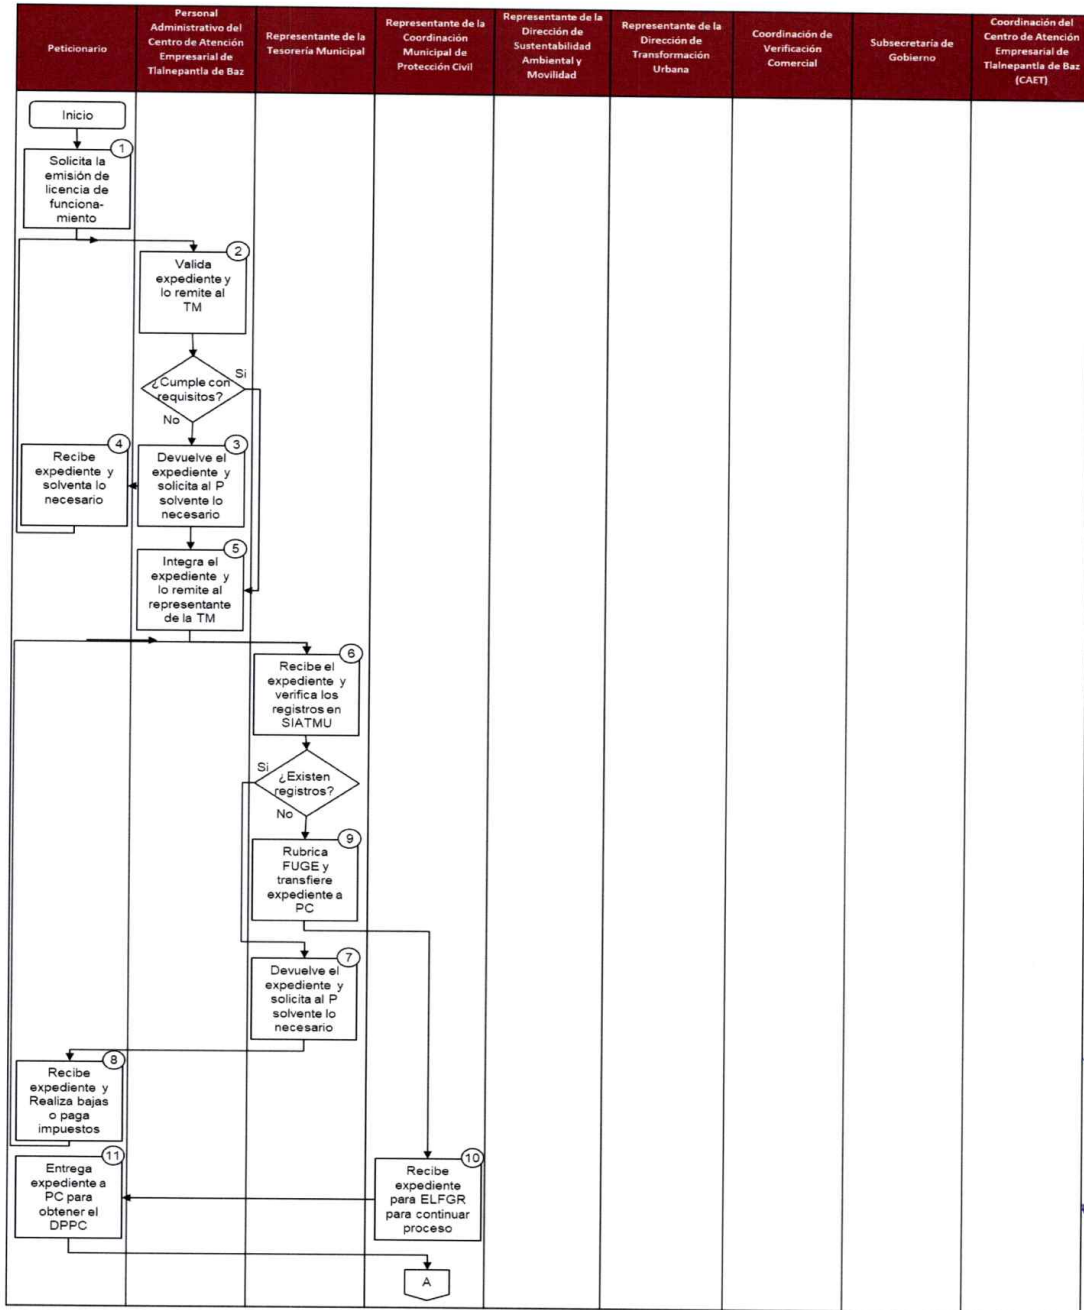 Peticionario
Personal
Administrativo del
Centro de Atención
Empresarial de
Tlalnepantla de Baz
Representante de la
Tesorería Municipal
Representante de la
Coordinación
Municipal de
Protección Civil
Representante de la
Dirección de
Sustentabilidad
Ambiental y
Movilidad
Representante de la
Dirección de
Transformación
Urbana
Coordinación de
Verificación
Comercial
Subsecretaría de
Gobierno
Coordinación del
Centro de Atención
Empresarial de
Tlalnepantla de Baz
(CAET)
Inicio
1
Solicita la
emisión de
licencia de
funciona-
miento
2
Valida
expediente y
lo remite al
TM
¿Cumple con
requisitos?
Si
No
4
Recibe
expediente y
solventa lo
necesario
3
Devuelve el
expediente y
solicita al P
solvente lo
necesario
5
Integra el
expediente y
lo remite al
representante
de la TM
6
Recibe el
expediente y
verifica los
registros en
SIATMU
Si
¿Existen
registros?
No
9
Rubrica
FUGE y
transfiere
expediente a
PC
7
Devuelve el
expediente y
solicita al P
solvente lo
necesario
8
Recibe
expediente y
Realiza bajas
o paga
impuestos
11
Entrega
expediente a
PC para
obtener el
DPPC
10
Recibe
expediente
para ELFGR
para continuar
proceso
A